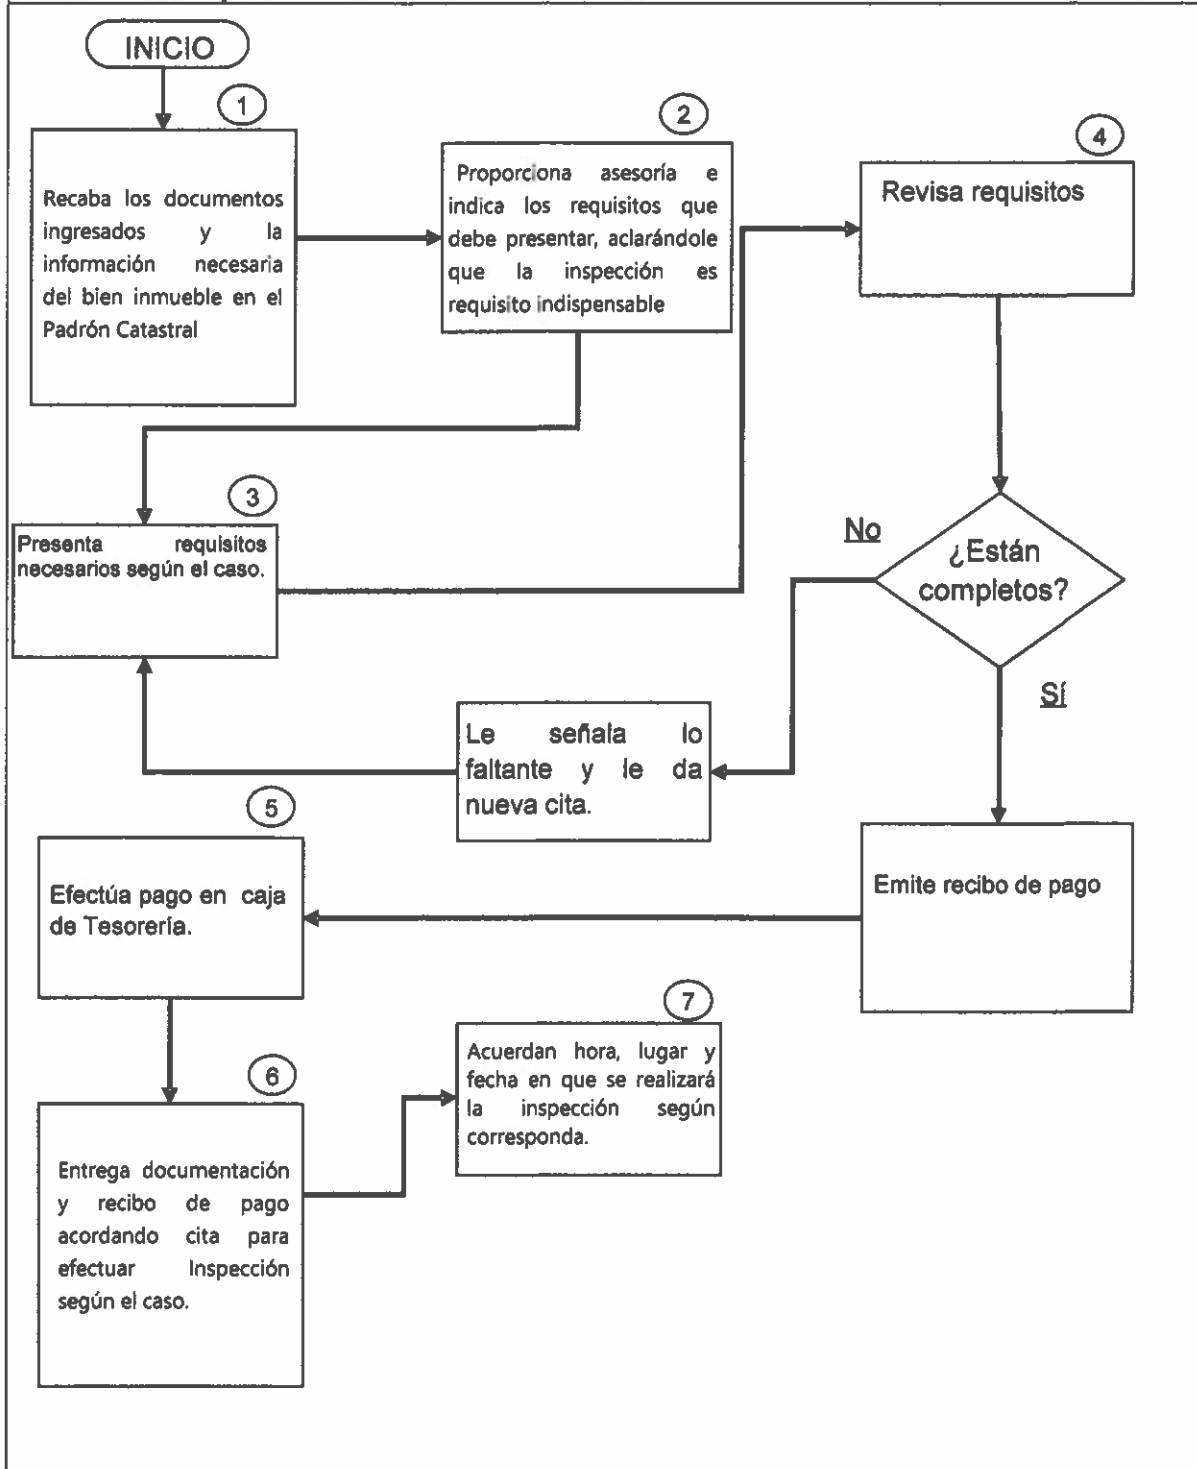 INICIO
1
Recaba los documentos
ingresados y la
información necesaria
del bien inmueble en el
Padrón Catastral
2
Proporciona asesoría e
indica los requisitos que
debe presentar, aclarándole
que la inspección es
requisito indispensable
3
Presenta requisitos
necesarios según el caso.
4
Revisa requisitos
¿Están
completos?
No
Sí
Le señala lo
faltante y le da
nueva cita.
Emite recibo de pago
5
Efectúa pago en caja
de Tesorería.
6
Entrega documentación
y recibo de pago
acordando cita para
efectuar Inspección
según el caso.
7
Acuerdan hora, lugar y
fecha en que se realizará
la inspección según
corresponda.